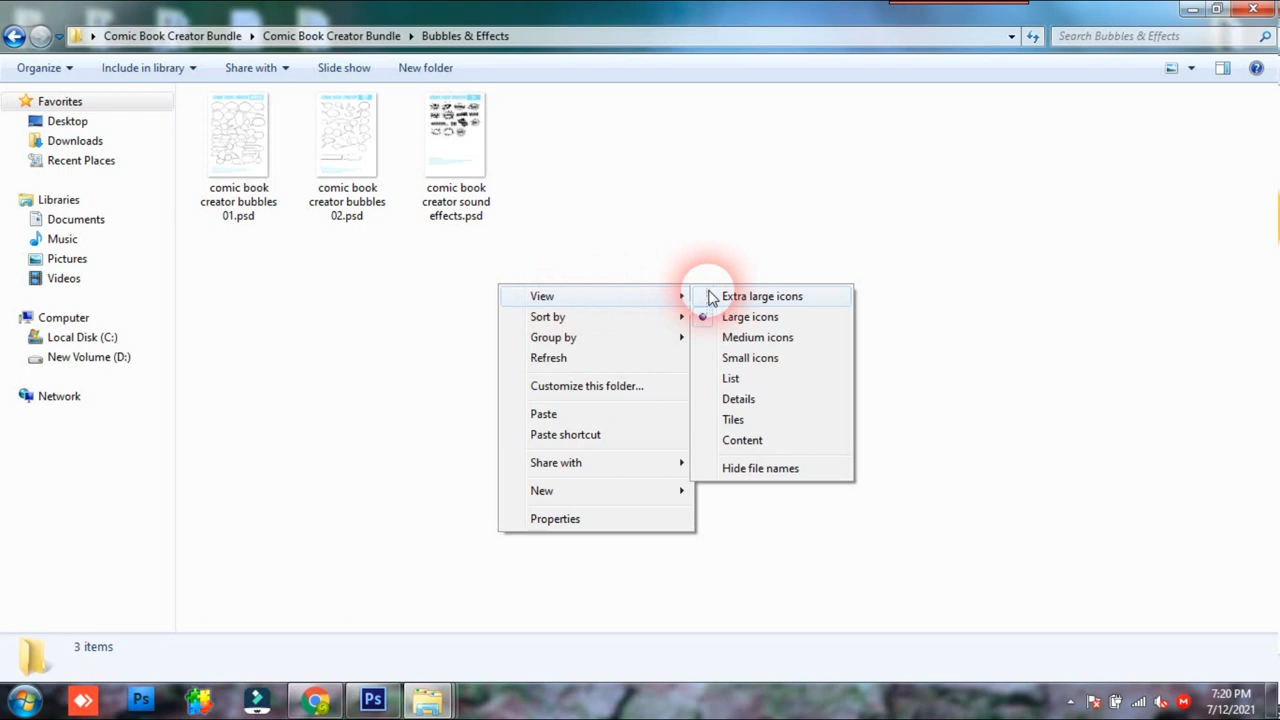 Comic Book Creator Bundle Comic Book Creator Bundle Bubbles & Effects Search Bubbles & Effects
Organize Include in library Share with Slide show New folder
Favorites
Desktop
Downloads
Recent Places
Libraries
Documents
Music
Pictures
Videos
Computer
Local Disk (C:)
New Volume (D:)
Network
comic book
creator bubbles
01.psd
comic book
creator bubbles
02.psd
comic book
creator sound
effects.psd
View
Sort by
Group by
Refresh
Customize this folder...
Paste
Paste shortcut
Share with
New
Properties
Extra large icons
Large icons
Medium icons
Small icons
List
Details
Tiles
Content
Hide file names
3 items
Ps
Ps
7:20 PM
7/12/2021